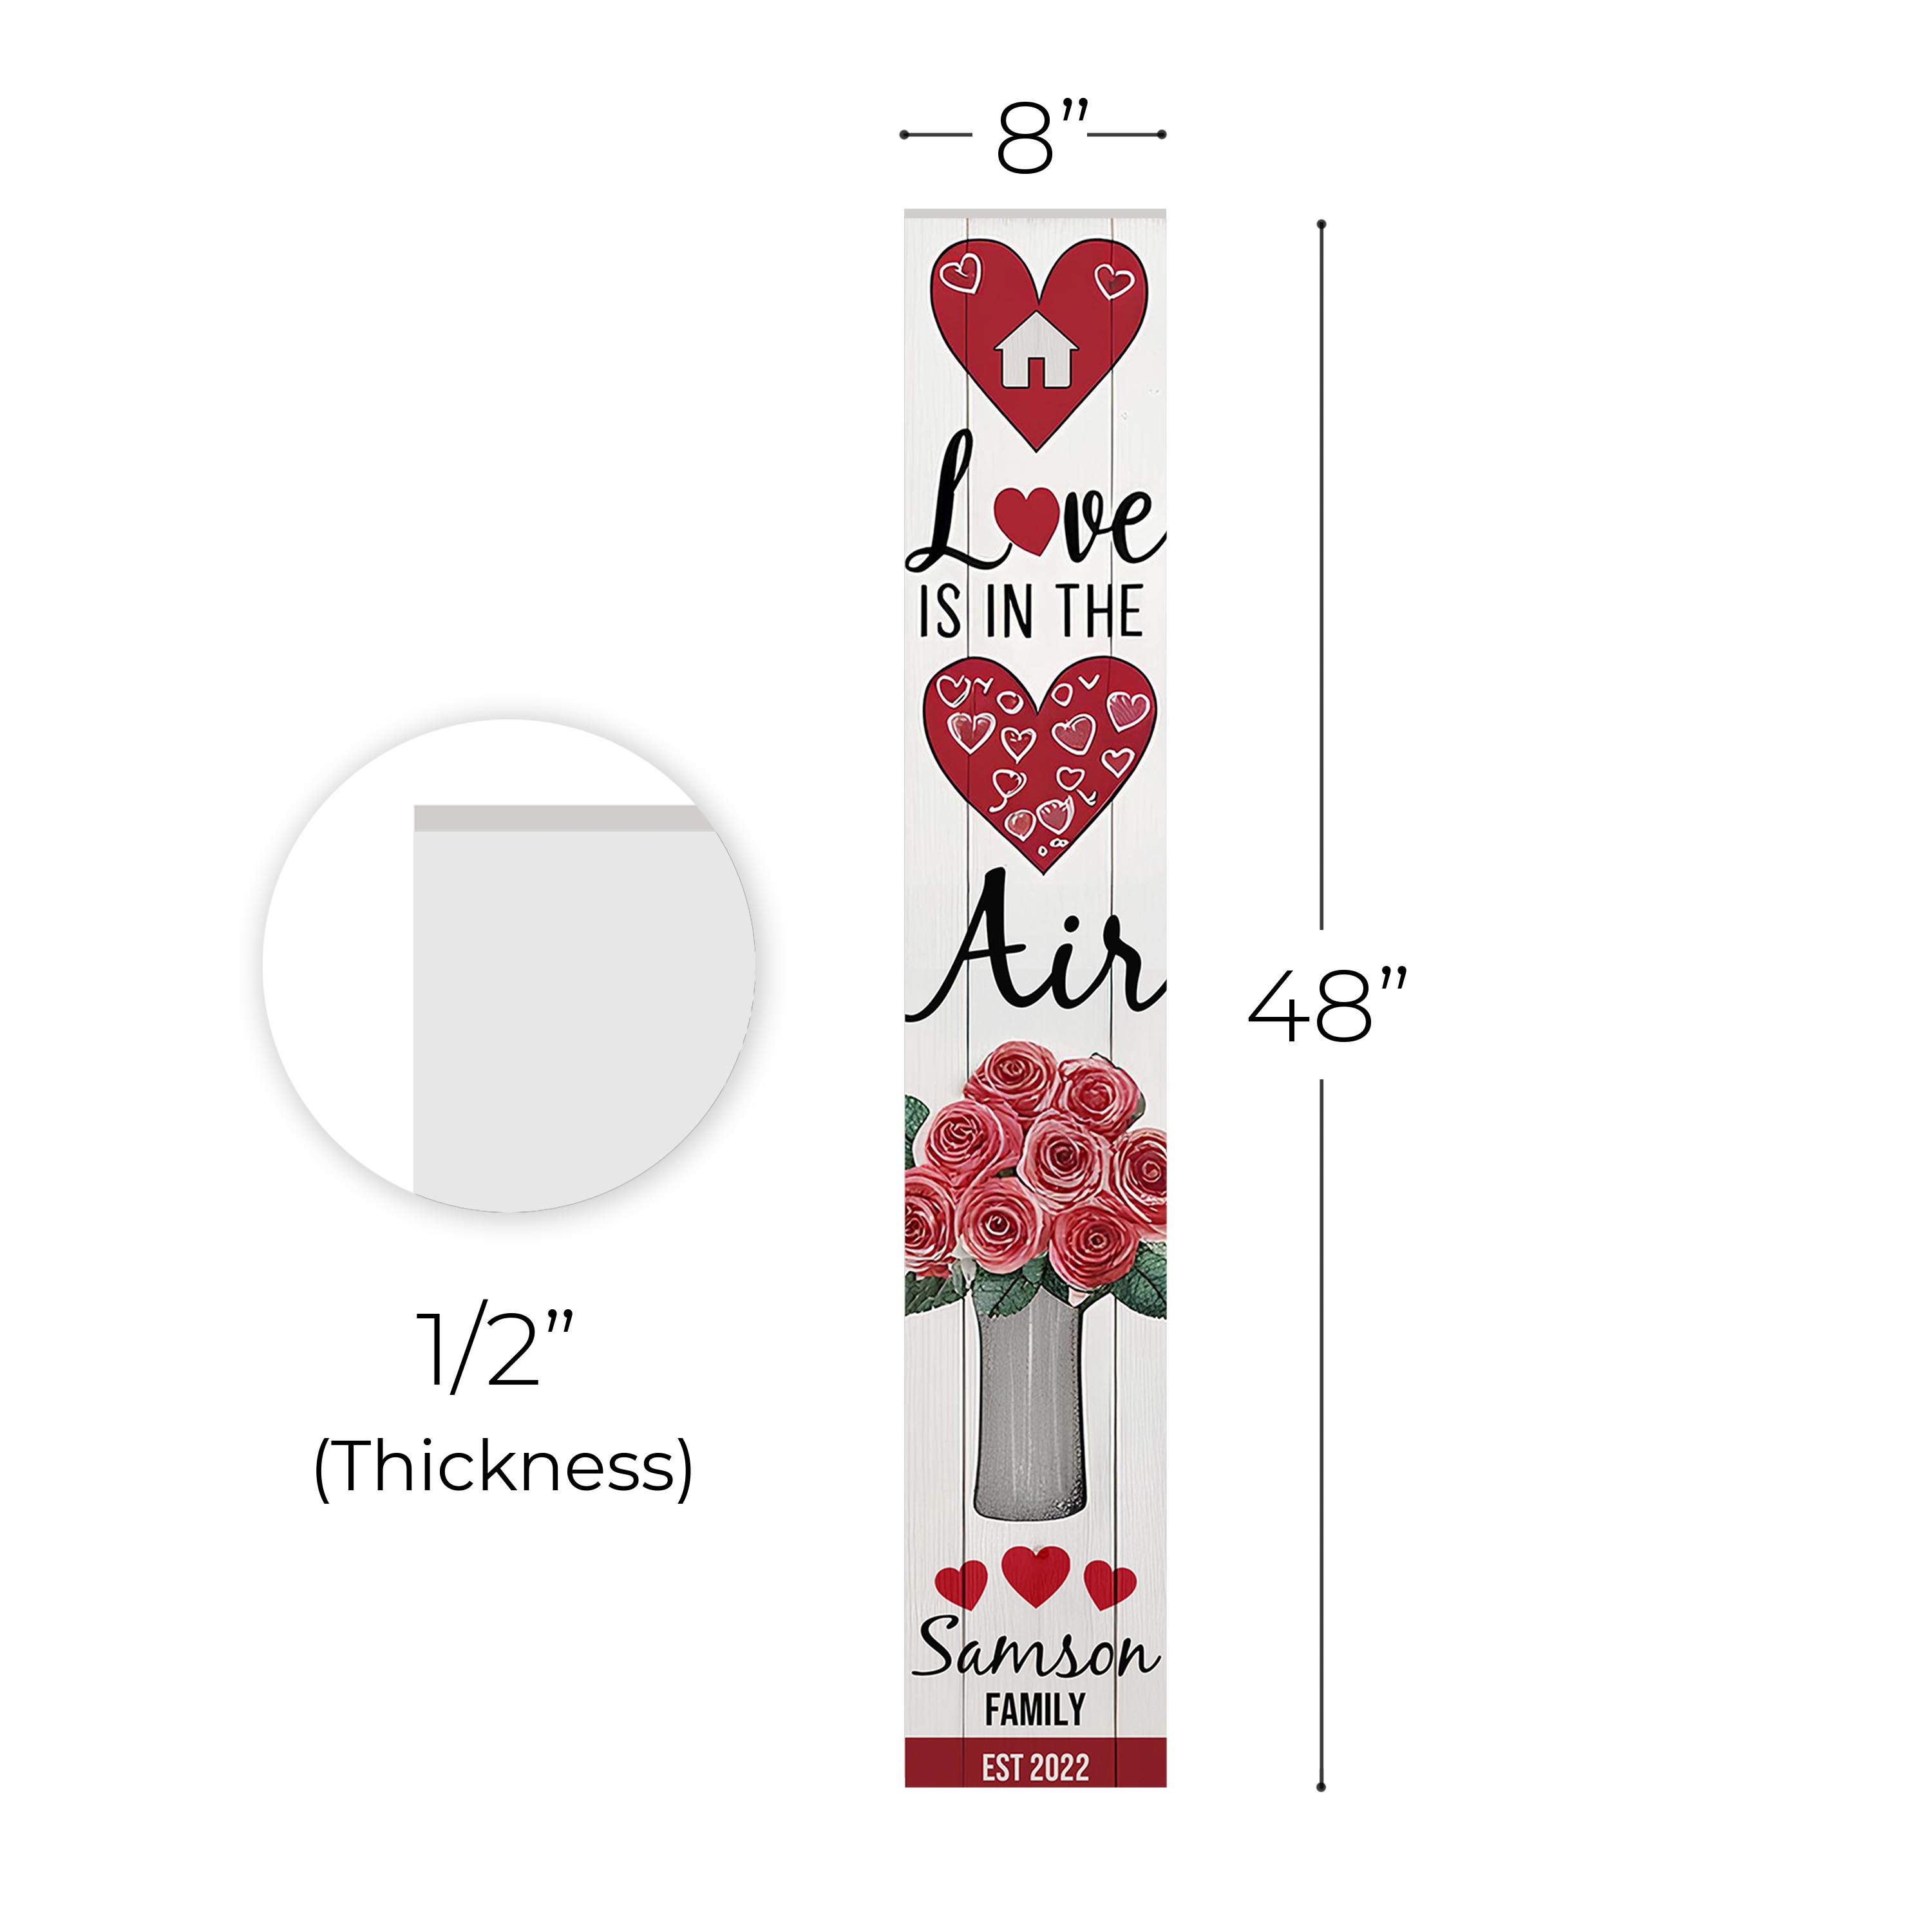 8”
Love
IS IN THE
Air
48”
1/2”
(Thickness)
Samson
FAMILY
EST 2022